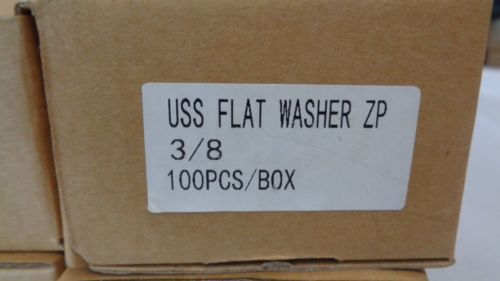 USS FLAT WASHER ZP
3/8
100PCS/BOX